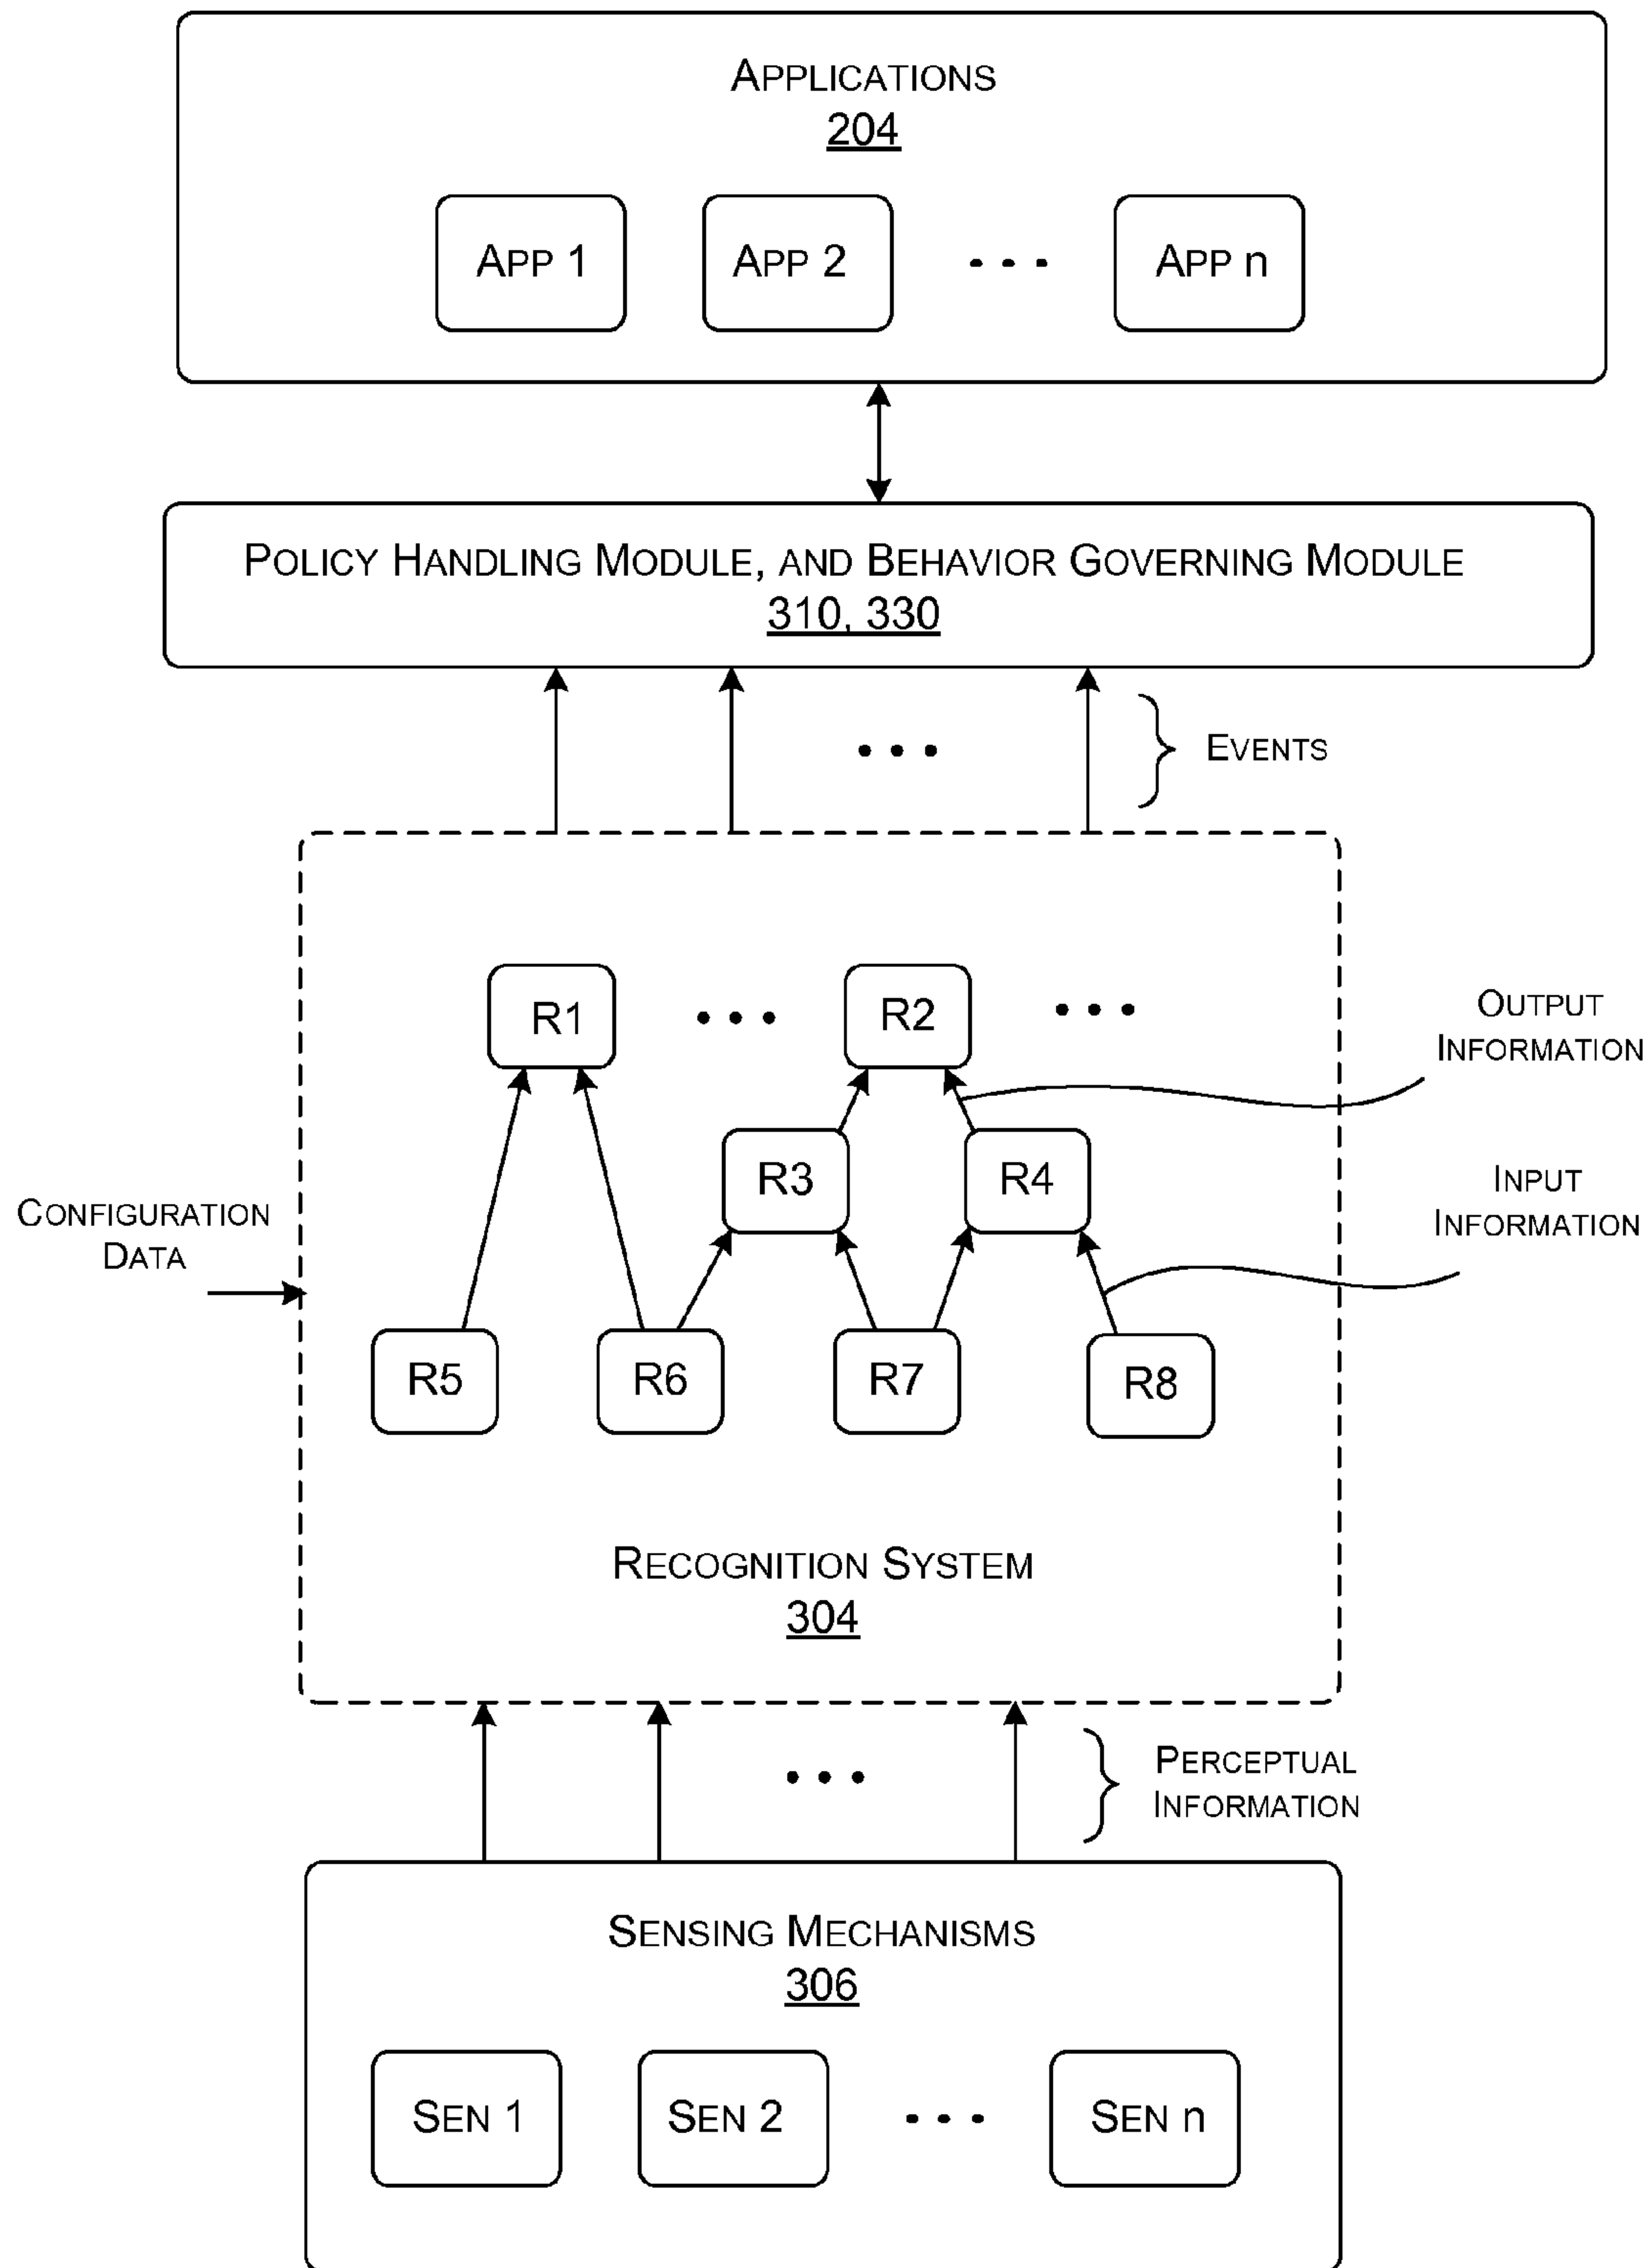 APPLICATIONS
204
APP 1
APP 2
• • •
APP n
POLICY HANDLING MODULE, AND BEHAVIOR GOVERNING MODULE
310, 330
• • •
EVENTS
R1
• • •
R2
• • •
OUTPUT
INFORMATION
R3
R4
INPUT
INFORMATION
CONFIGURATION
DATA
R5
R6
R7
R8
RECOGNITION SYSTEM
304
• • •
PERCEPTUAL
INFORMATION
SENSING MECHANISMS
306
SEN 1
SEN 2
• • •
SEN n